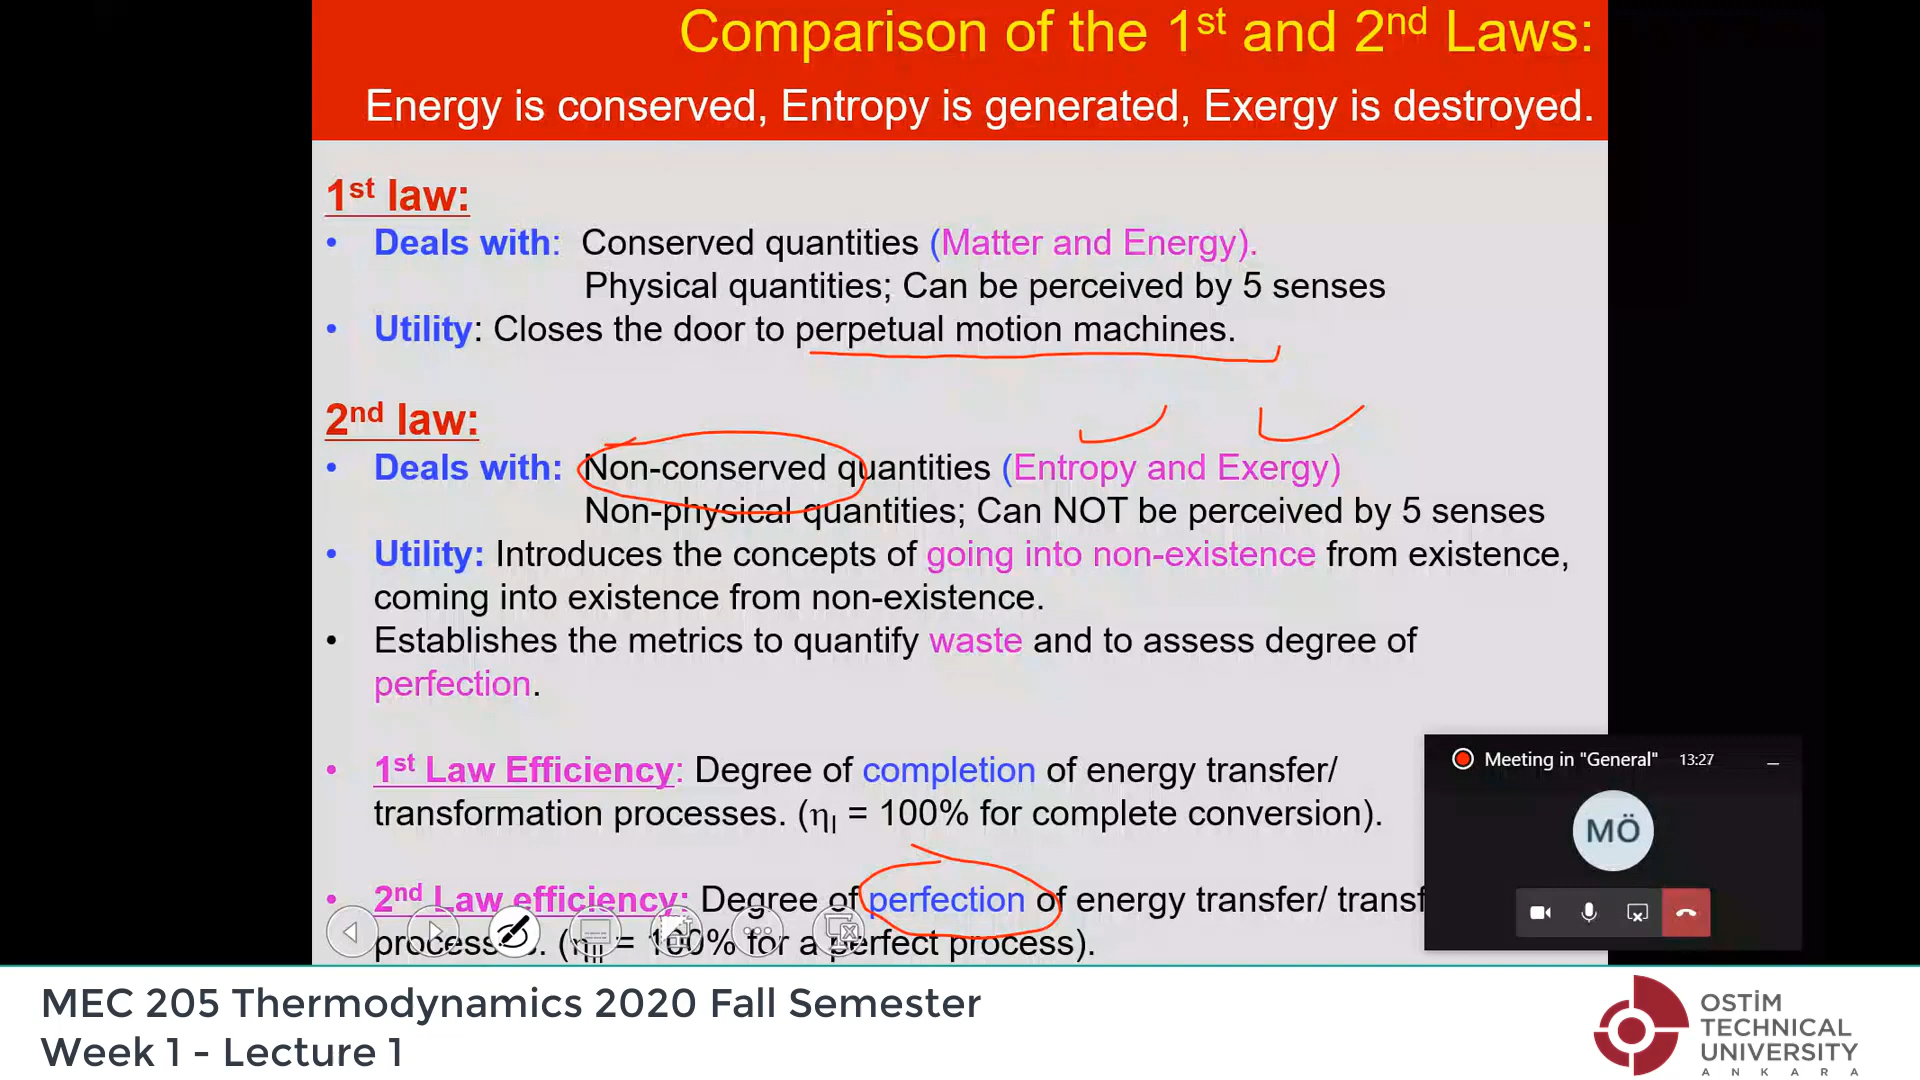 Comparison of the 1st and 2nd Laws:
Energy is conserved, Entropy is generated, Exergy is destroyed.
1st law:
• Deals with: Conserved quantities (Matter and Energy).
Physical quantities; Can be perceived by 5 senses
• Utility: Closes the door to perpetual motion machines.
2nd law:
• Deals with: Non-conserved quantities (Entropy and Exergy)
Non-physical quantities; Can NOT be perceived by 5 senses
• Utility: Introduces the concepts of going into non-existence from existence,
coming into existence from non-existence.
• Establishes the metrics to quantify waste and to assess degree of
perfection.
• 1st Law Efficiency: Degree of completion of energy transfer/
transformation processes. (ηI = 100% for complete conversion).
• 2nd Law efficiency: Degree of perfection of energy transfer/ transf
processes. (ηII = 100% for a perfect process).
Meeting in "General" 13:27
MÖ
MEC 205 Thermodynamics 2020 Fall Semester
Week 1 - Lecture 1
OSTİM
TECHNICAL
UNIVERSITY
ANKARA